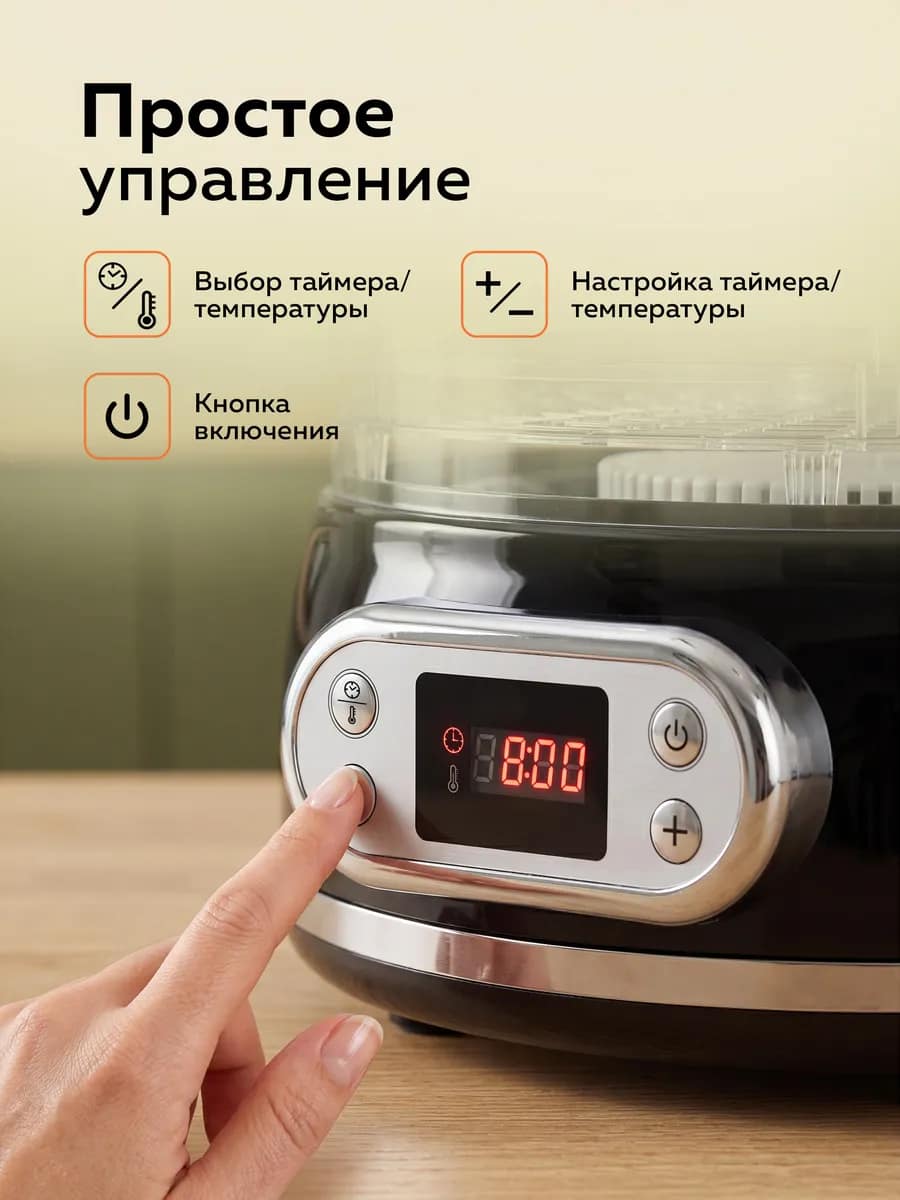 Простое
управление
Выбор таймера/
температуры
Настройка таймера/
температуры
Кнопка
включения
8:00